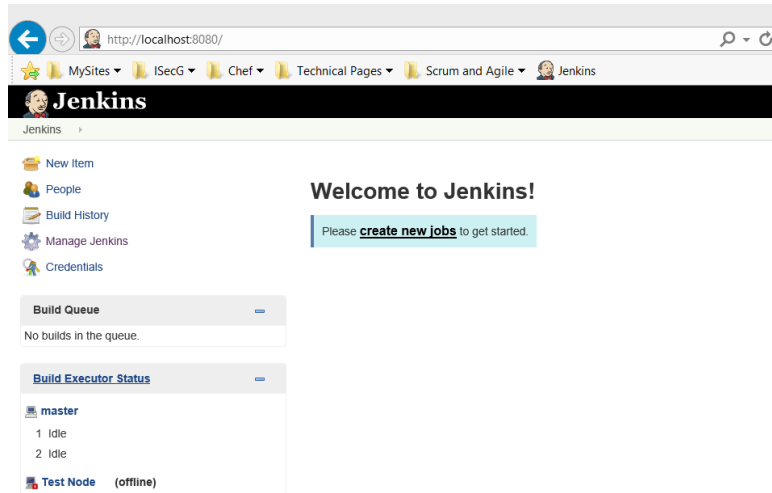 http://localhost:8080/
MySites ISecG Chef Technical Pages Scrum and Agile Jenkins
Jenkins
Jenkins
New Item
People
Build History
Manage Jenkins
Credentials
Welcome to Jenkins!
Please create new jobs to get started.
Build Queue
No builds in the queue.
Build Executor Status
master
1 Idle
2 Idle
Test Node (offline)